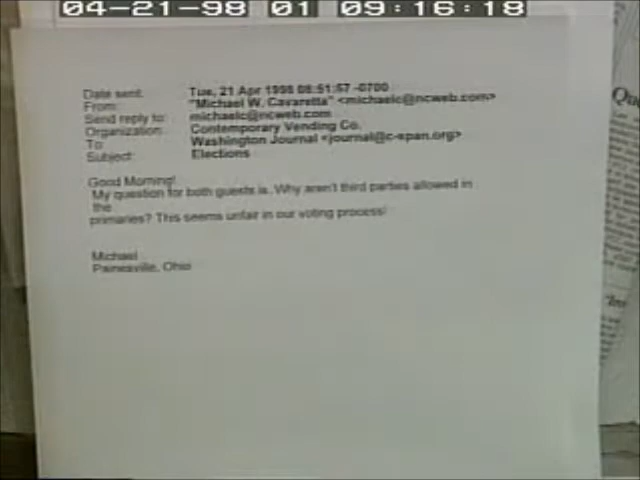 04-21-98 01 09:16:18
Date sent: Tue, 21 Apr 1998 08:51:57 -0700
From: "Michael W. Cavaretta" <michaelc@ncweb.com>
Send reply to: michaelc@ncweb.com
Organization: Contemporary Vending Co.
To: Washington Journal <journal@c-span.org>
Subject: Elections
Good Morning!
My question for both guests is. Why aren't third parties allowed in
the
primaries? This seems unfair in our voting process!
Michael
Painesville, Ohio